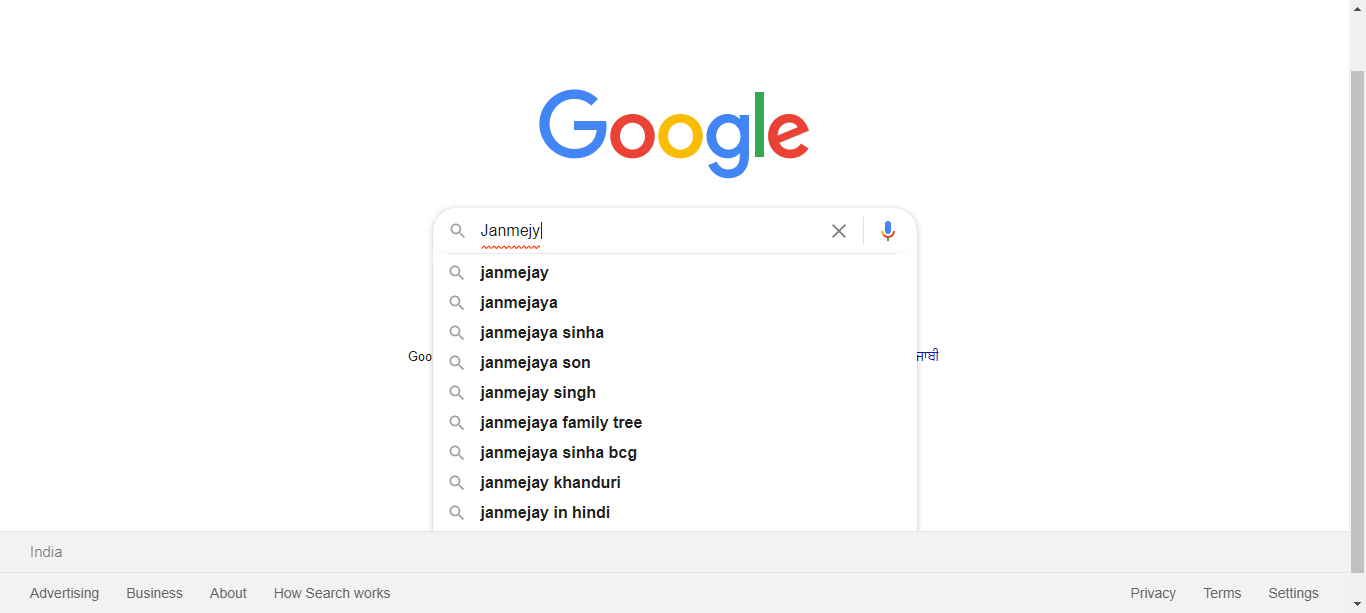 Google
Janmejy
janmejay
janmejaya
janmejaya sinha
Goo ਜਾਬੀ
janmejaya son
janmejay singh
janmejaya family tree
janmejaya sinha bcg
janmejay khanduri
janmejay in hindi
India
Advertising Business About How Search works Privacy Terms Settings